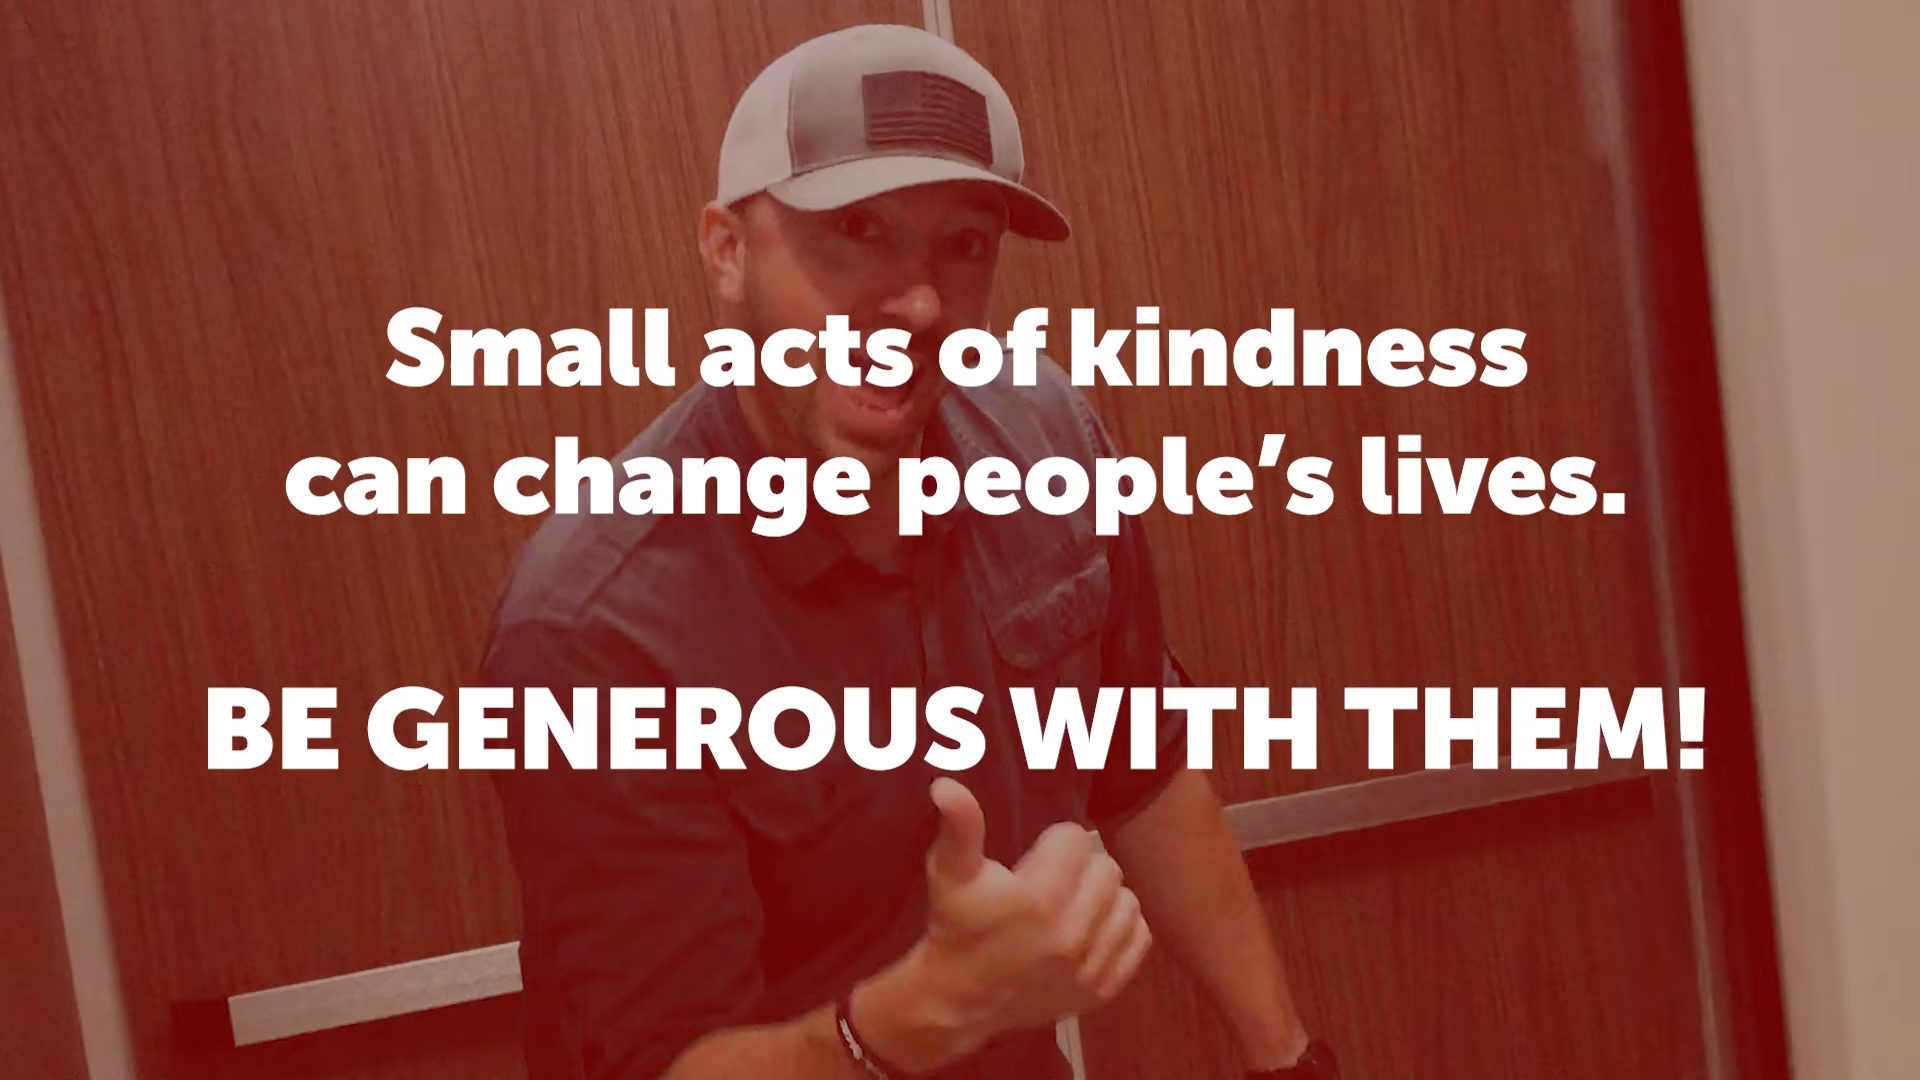 Small acts of kindness
can change people’s lives.
BE GENEROUS WITH THEM!